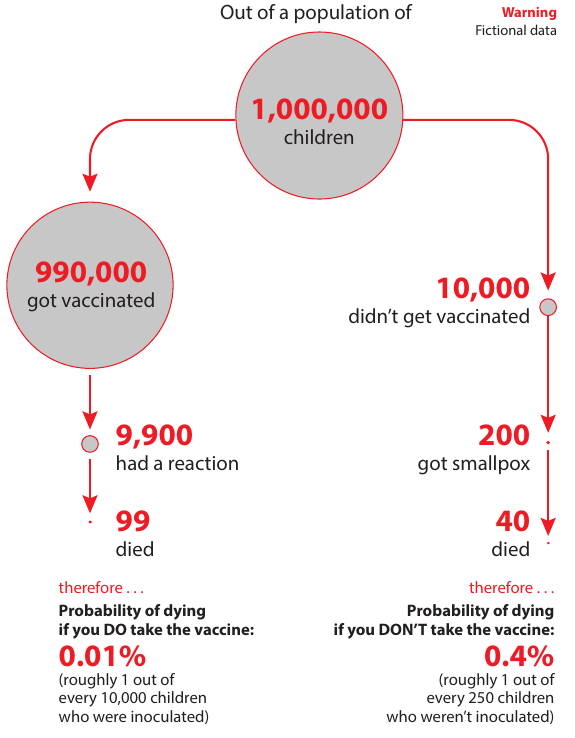 Out of a population of
Warning
Fictional data
1,000,000
children
990,000
got vaccinated
10,000
didn’t get vaccinated
9,900
had a reaction
200
got smallpox
99
died
40
died
therefore . . .
Probability of dying
if you DO take the vaccine:
0.01%
(roughly 1 out of
every 10,000 children
who were inoculated)
therefore . . .
Probability of dying
if you DON’T take the vaccine:
0.4%
(roughly 1 out of
every 250 children
who weren’t inoculated)